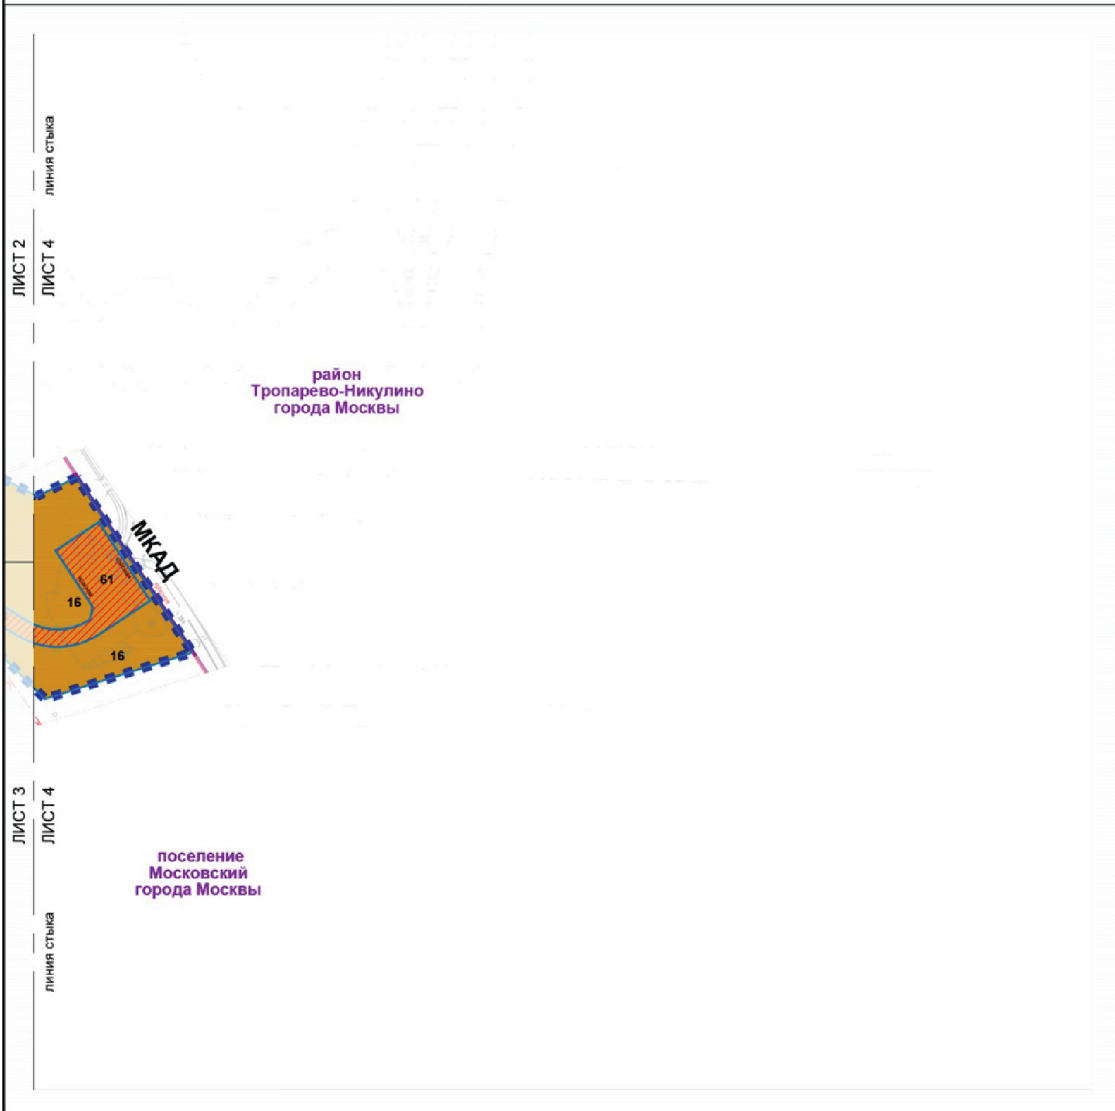 линия стыка
ЛИСТ 2
ЛИСТ 4
район
Тропарево-Никулино
города Москвы
МКАД
61
16
16
ЛИСТ 3
ЛИСТ 4
поселение
Московский
города Москвы
линия стыка